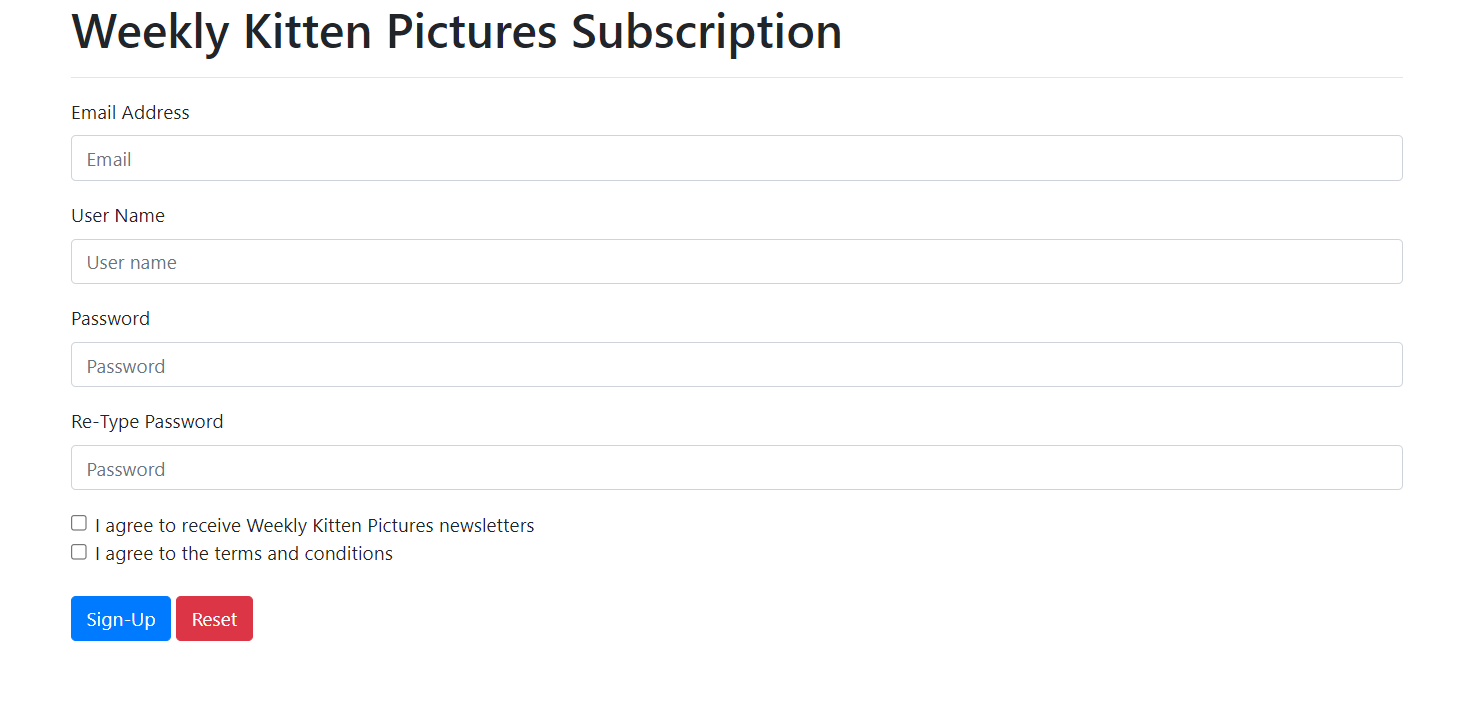 Weekly Kitten Pictures Subscription
Email Address
Email
User Name
User name
Password
Password
Re-Type Password
Password
I agree to receive Weekly Kitten Pictures newsletters
I agree to the terms and conditions
Sign-Up Reset